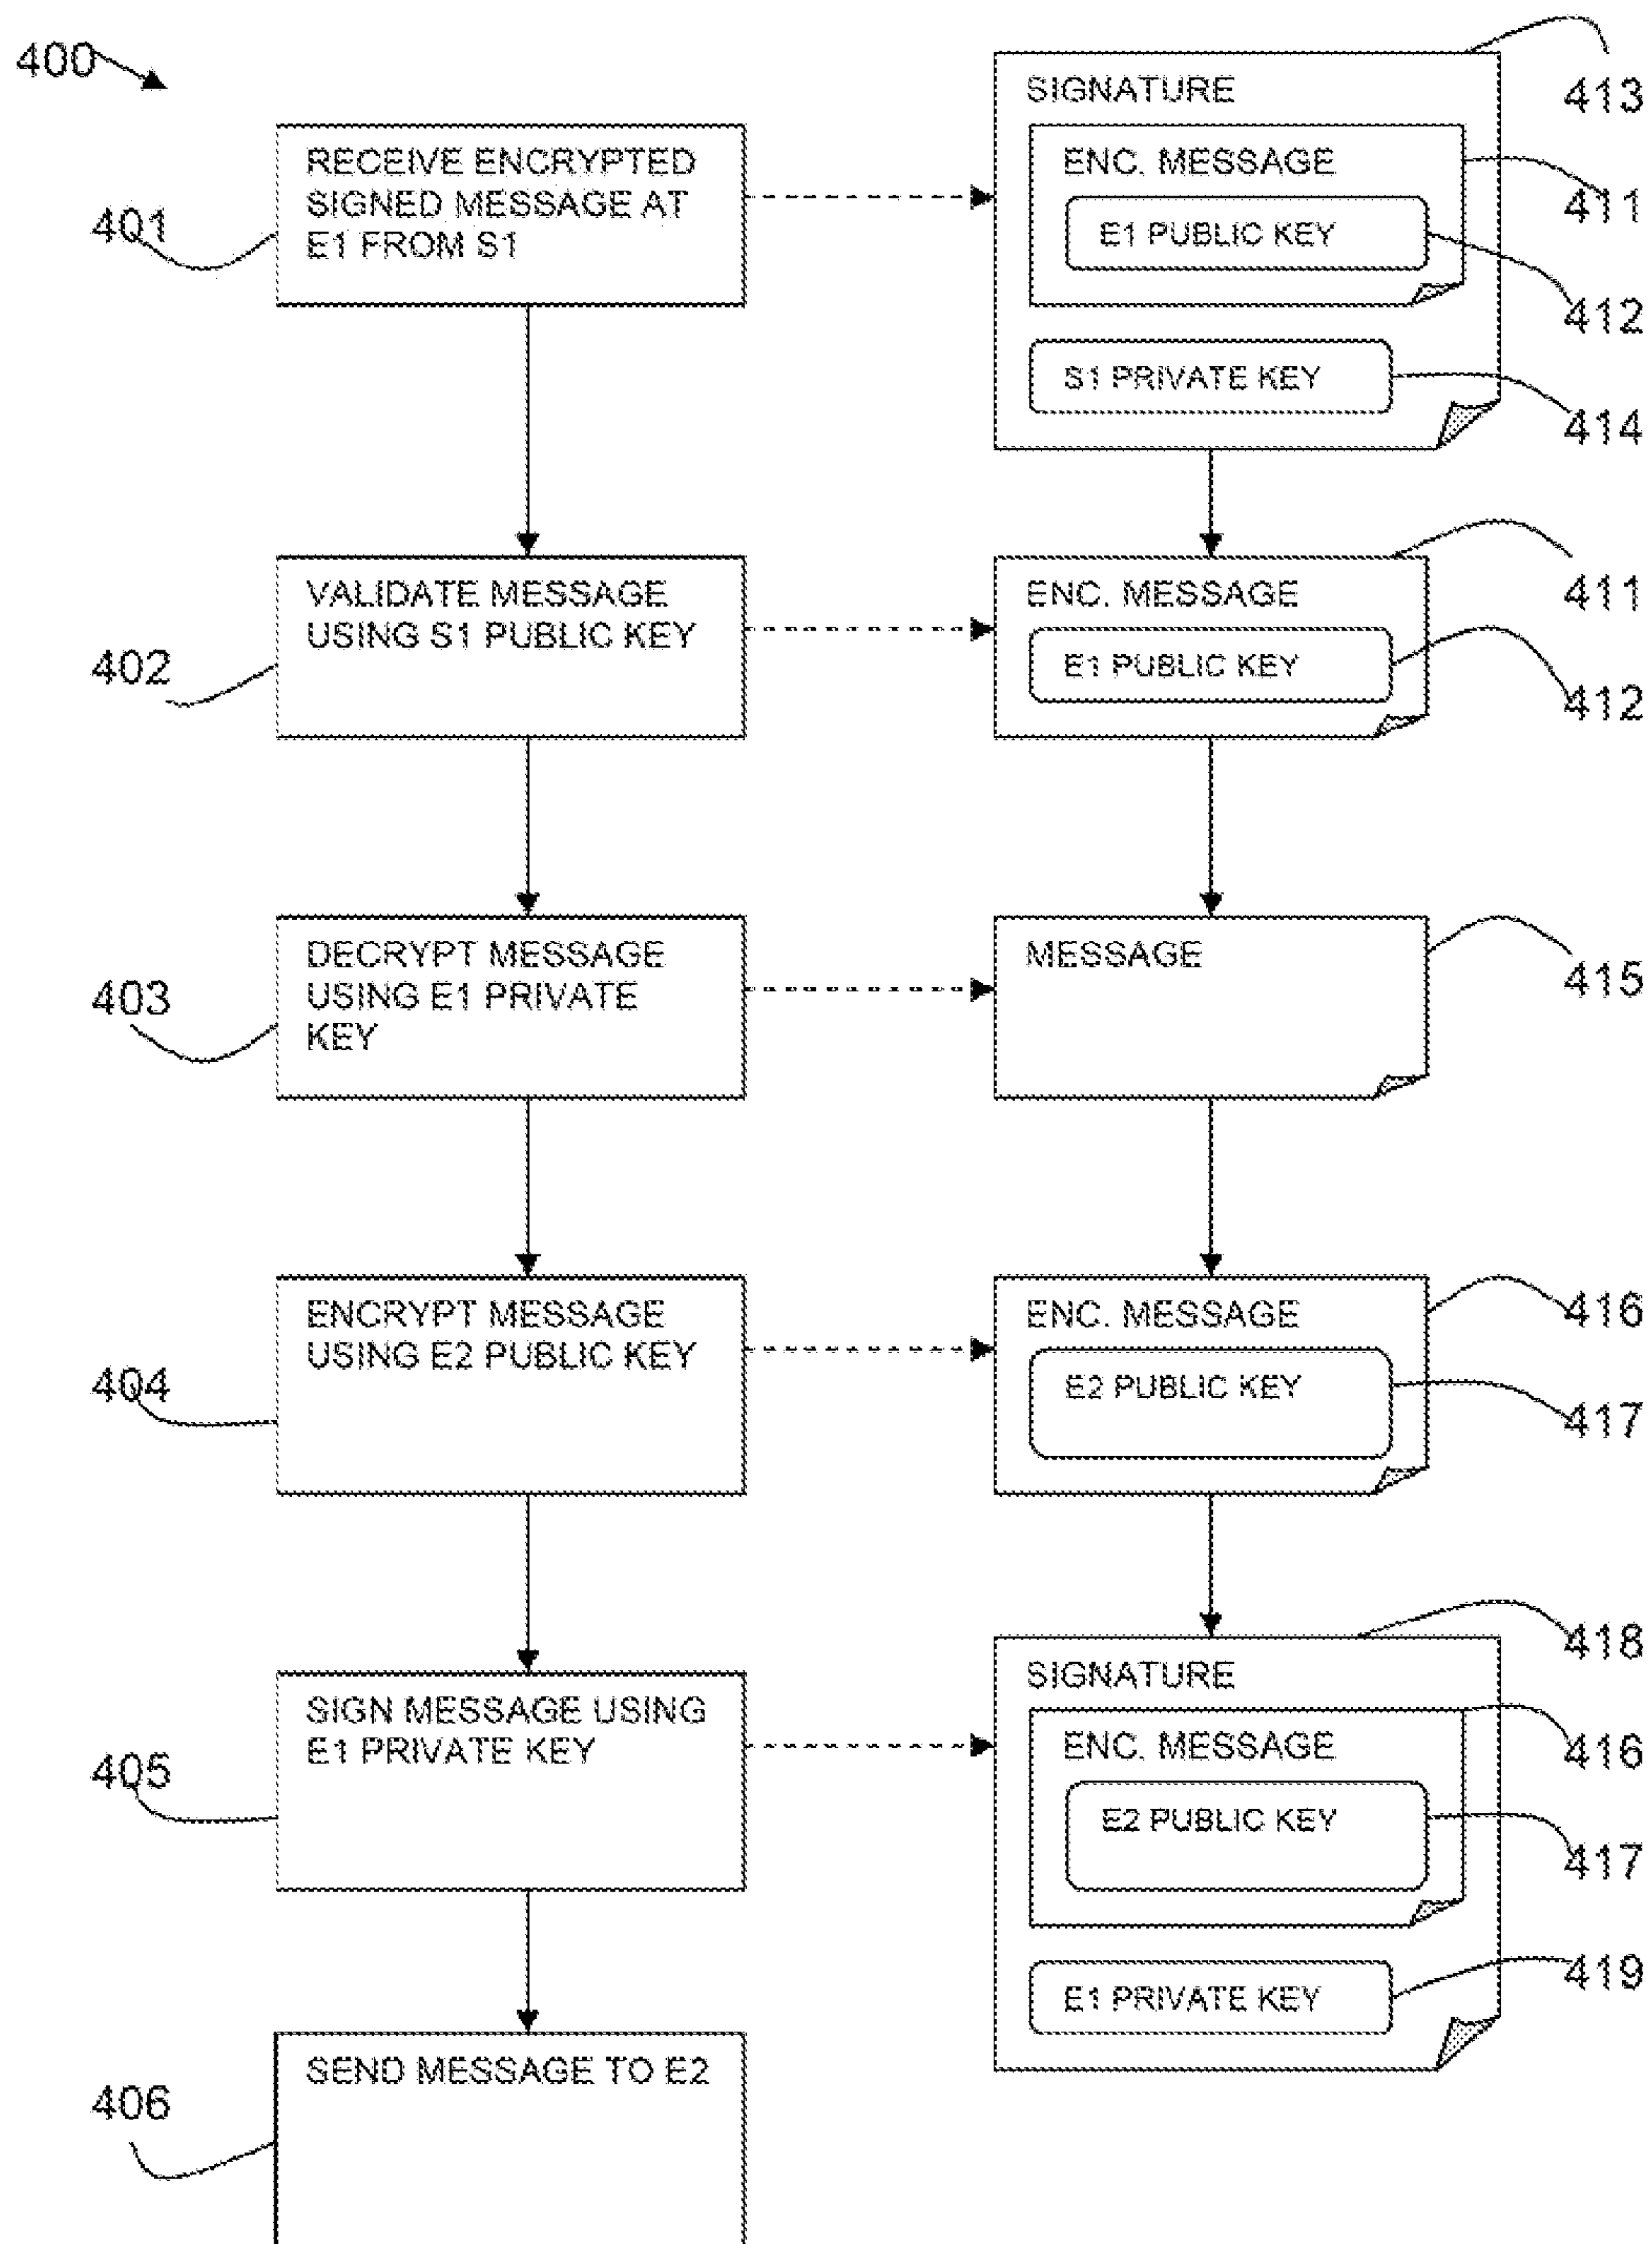 400
413
SIGNATURE
RECEIVE ENCRYPTED
SIGNED MESSAGE AT
E1 FROM S1
401
ENC. MESSAGE
411
E1 PUBLIC KEY
412
S1 PRIVATE KEY
414
VALIDATE MESSAGE
USING S1 PUBLIC KEY
402
ENC. MESSAGE
411
E1 PUBLIC KEY
412
DECRYPT MESSAGE
USING E1 PRIVATE
KEY
403
MESSAGE
415
ENCRYPT MESSAGE
USING E2 PUBLIC KEY
404
ENC. MESSAGE
416
E2 PUBLIC KEY
417
418
SIGNATURE
SIGN MESSAGE USING
E1 PRIVATE KEY
405
ENC. MESSAGE
416
E2 PUBLIC KEY
417
E1 PRIVATE KEY
419
SEND MESSAGE TO E2
406